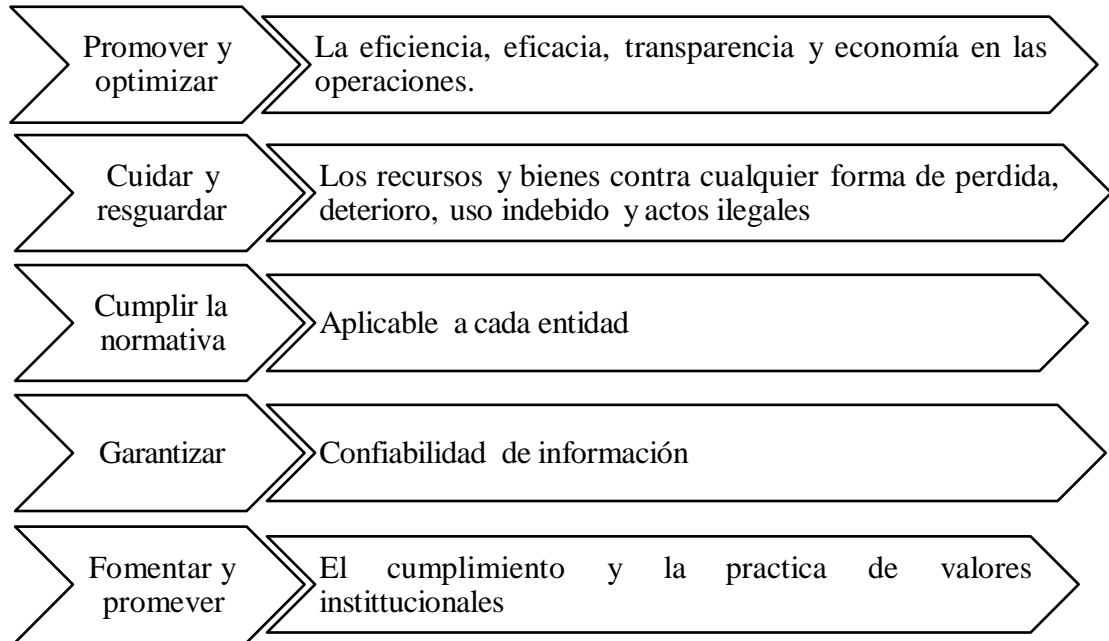 Promover y
optimizar
La eficiencia, eficacia, transparencia y economía en las
operaciones.
Cuidar y
resguardar
Los recursos y bienes contra cualquier forma de perdida,
deterioro, uso indebido y actos ilegales
Cumplir la
normativa
Aplicable a cada entidad
Garantizar
Confiabilidad de información
Fomentar y
promever
El cumplimiento y la practica de valores
instittucionales